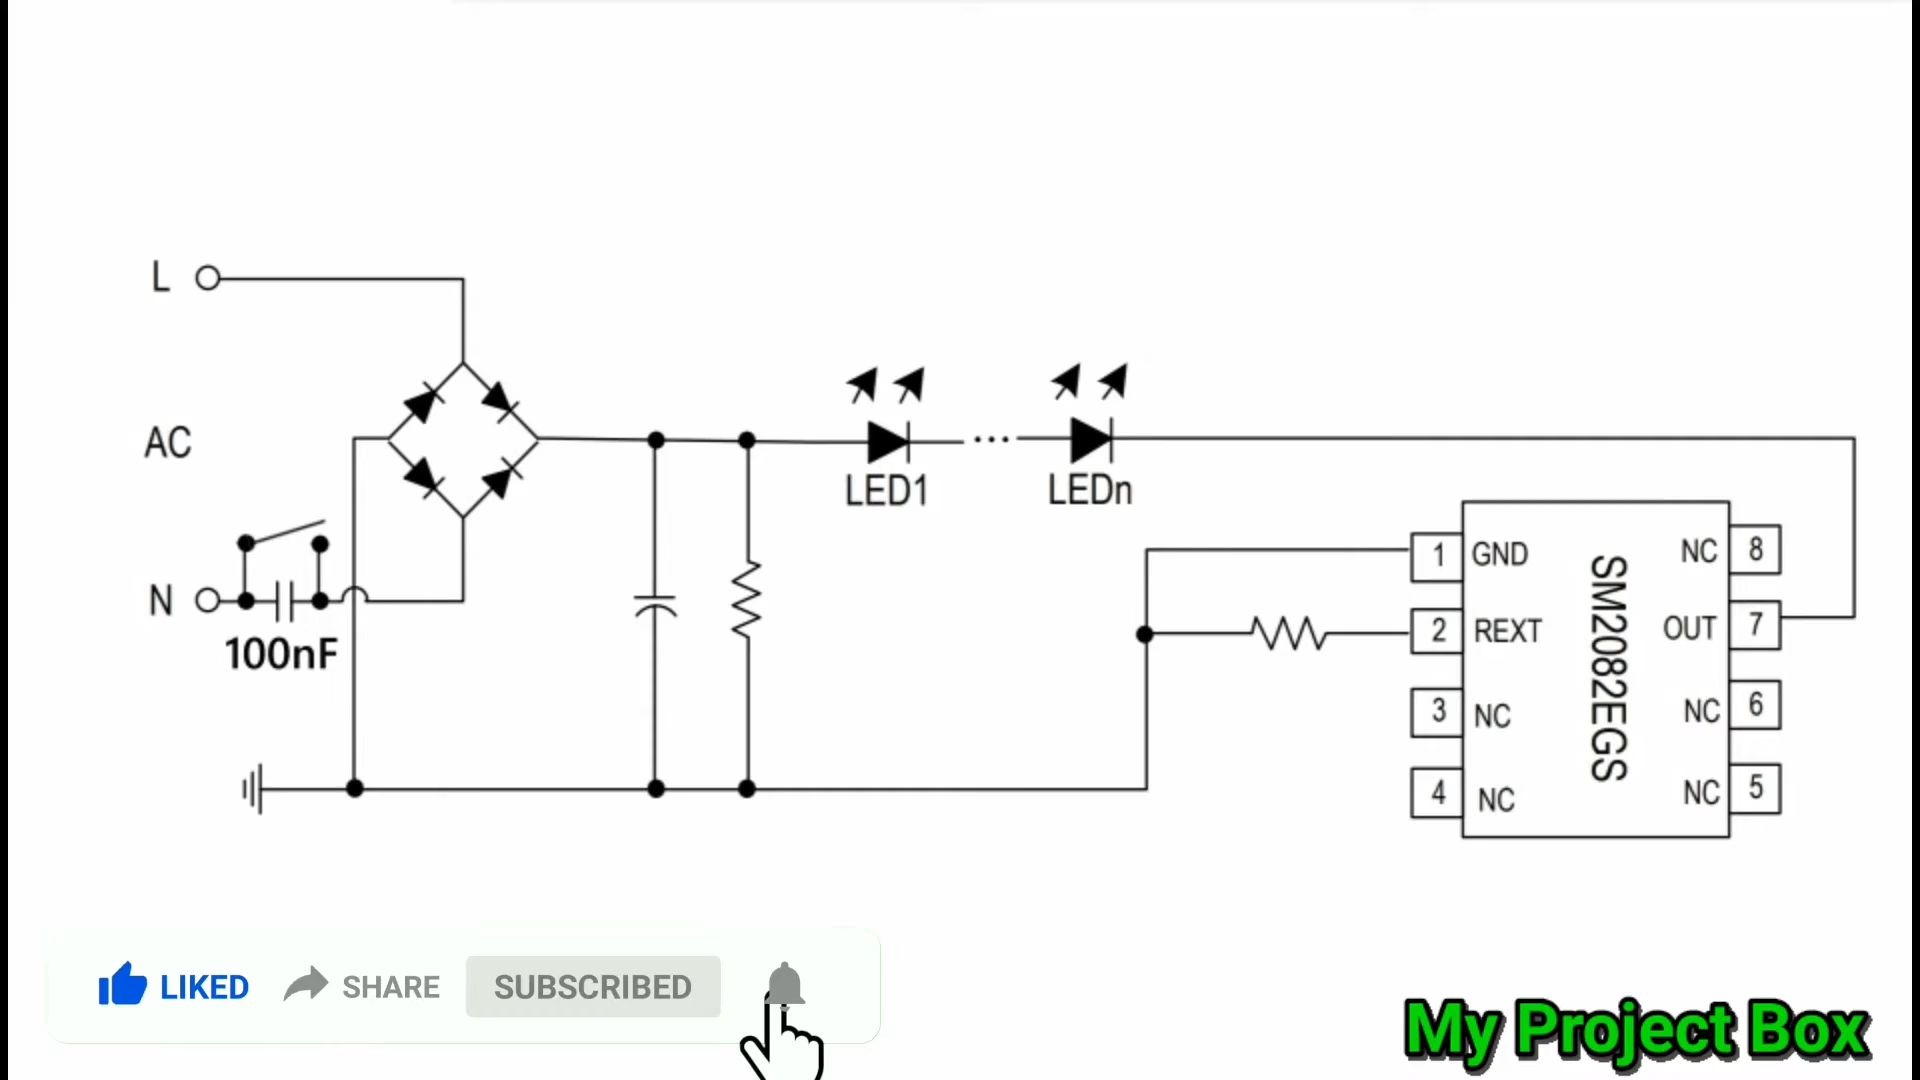 L
AC
N
100nF
LED1
LEDn
1 GND
2 REXT
3 NC
4 NC
SM2082EGS
NC 8
OUT 7
NC 6
NC 5
LIKED SHARE SUBSCRIBED
My Project Box